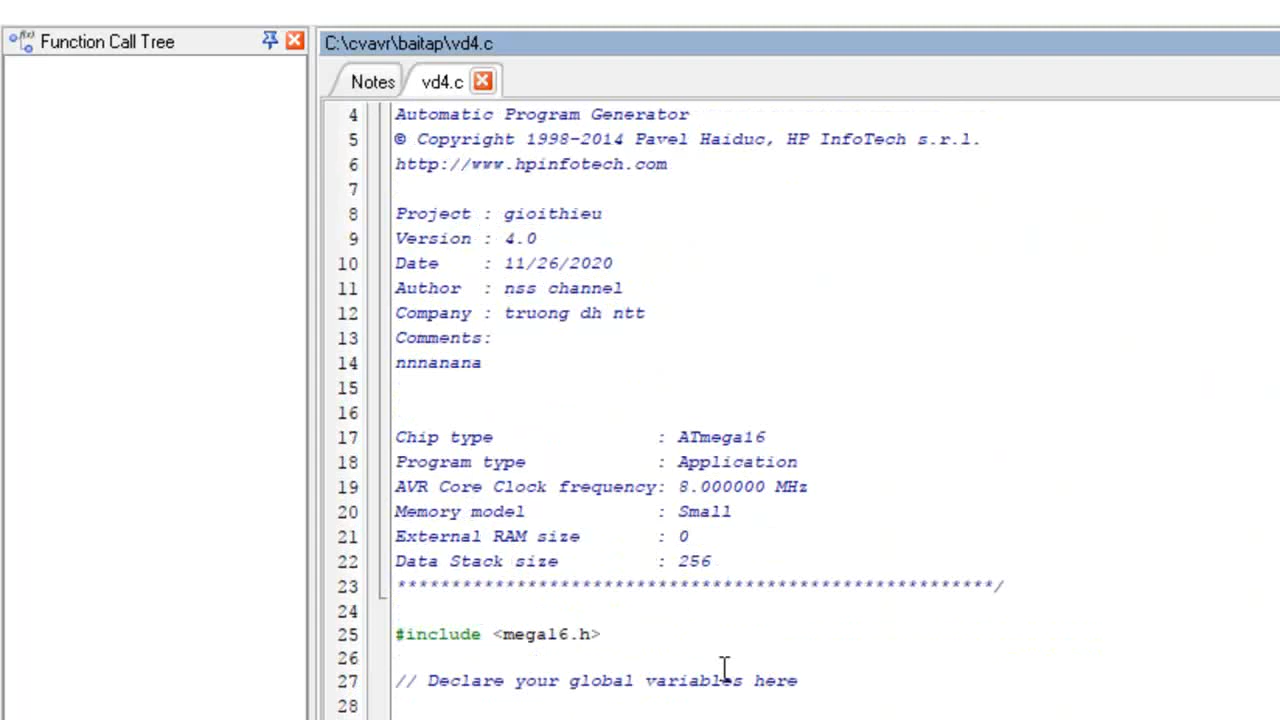 Function Call Tree
C:\cvavr\baitap\vd4.c
Notes vd4.c
4 Automatic Program Generator
5 © Copyright 1998-2014 Pavel Haiduc, HP InfoTech s.r.l.
6 http://www.hpinfotech.com
7
8 Project : gioithieu
9 Version : 4.0
10 Date : 11/26/2020
11 Author : nss channel
12 Company : truong dh ntt
13 Comments:
14 nnnanana
15
16
17 Chip type : ATmega16
18 Program type : Application
19 AVR Core Clock frequency: 8.000000 MHz
20 Memory model : Small
21 External RAM size : 0
22 Data Stack size : 256
23 *******************************************************/
24
25 #include <mega16.h>
26
27 // Declare your global variables here
28